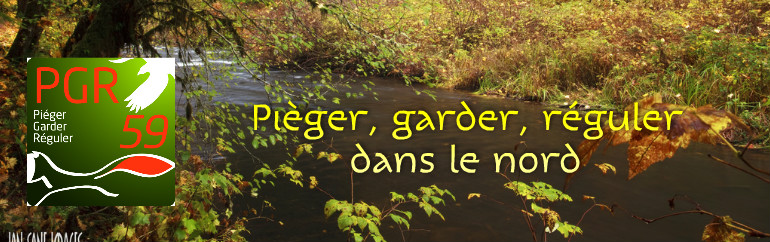 PGR
Piéger
Garder
Réguler
59
Pièger, garder, réguler
dans le nord